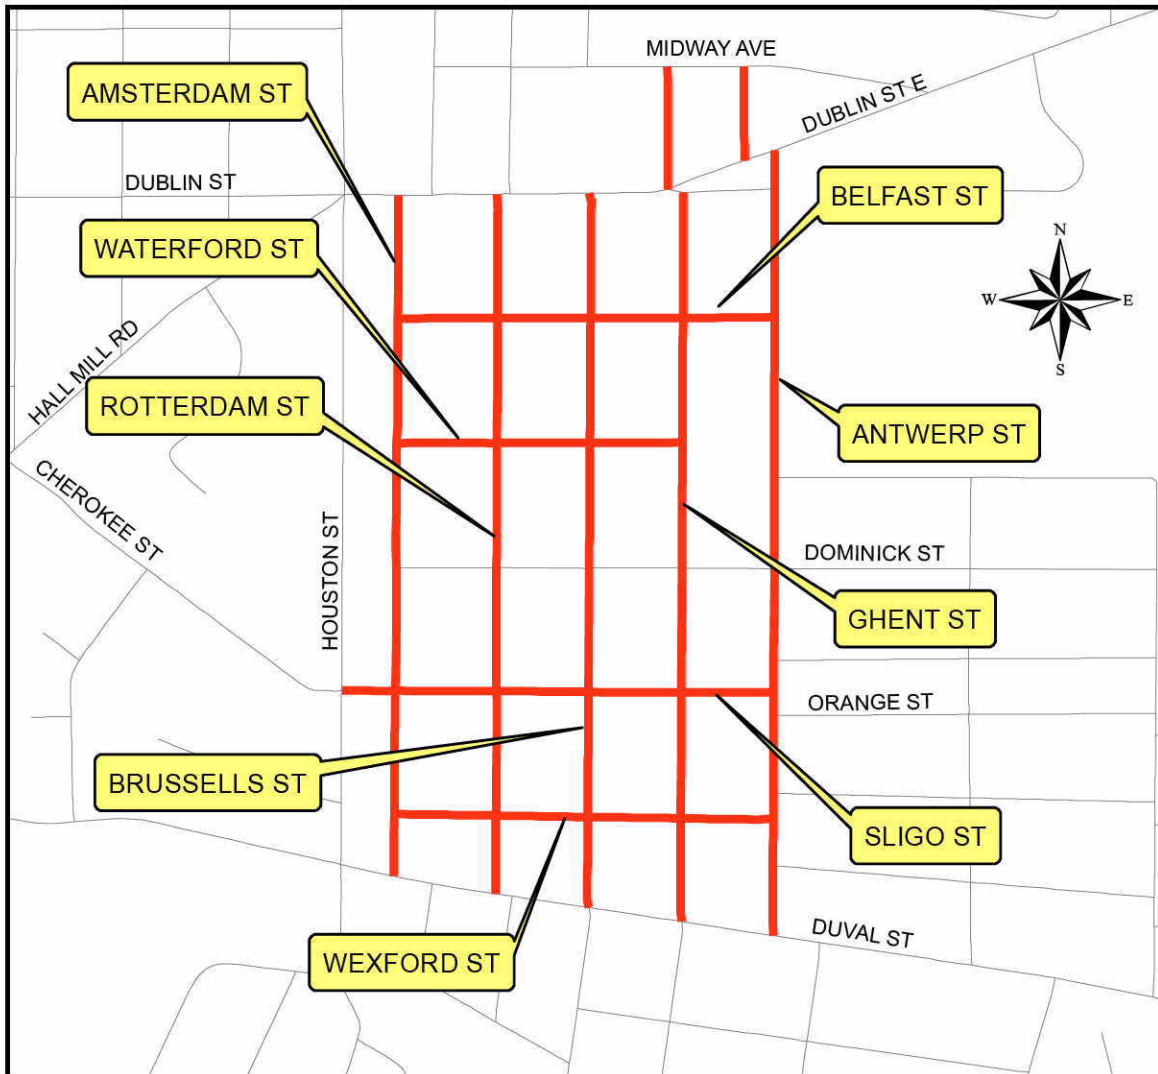 MIDWAY AVE
AMSTERDAM ST
DUBLIN ST E
DUBLIN ST
BELFAST ST
WATERFORD ST
N
W
E
S
HALL MILL RD
ROTTERDAM ST
ANTWERP ST
CHEROKEE ST
HOUSTON ST
DOMINICK ST
GHENT ST
ORANGE ST
BRUSSELLS ST
SLIGO ST
DUVAL ST
WEXFORD ST